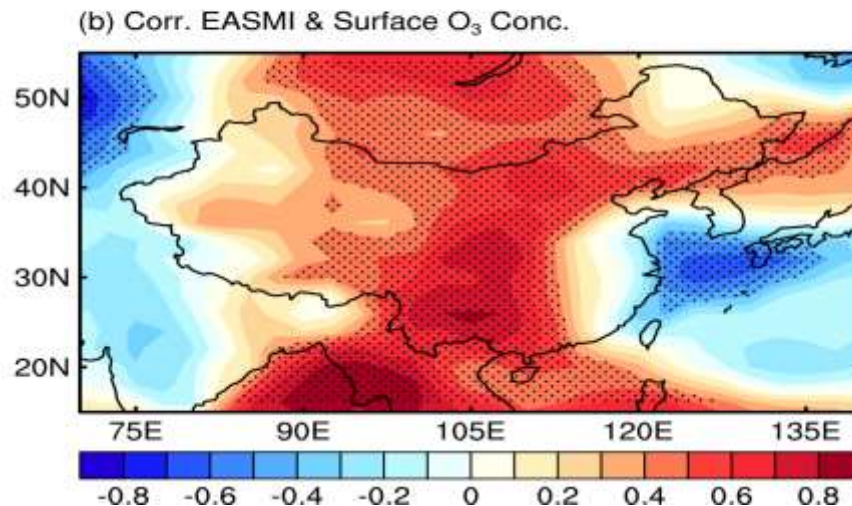 (b) Corr. EASMI & Surface O₃ Conc.
50N
40N
30N
20N
75E 90E 105E 120E 135E
-0.8 -0.6 -0.4 -0.2 0 0.2 0.4 0.6 0.8